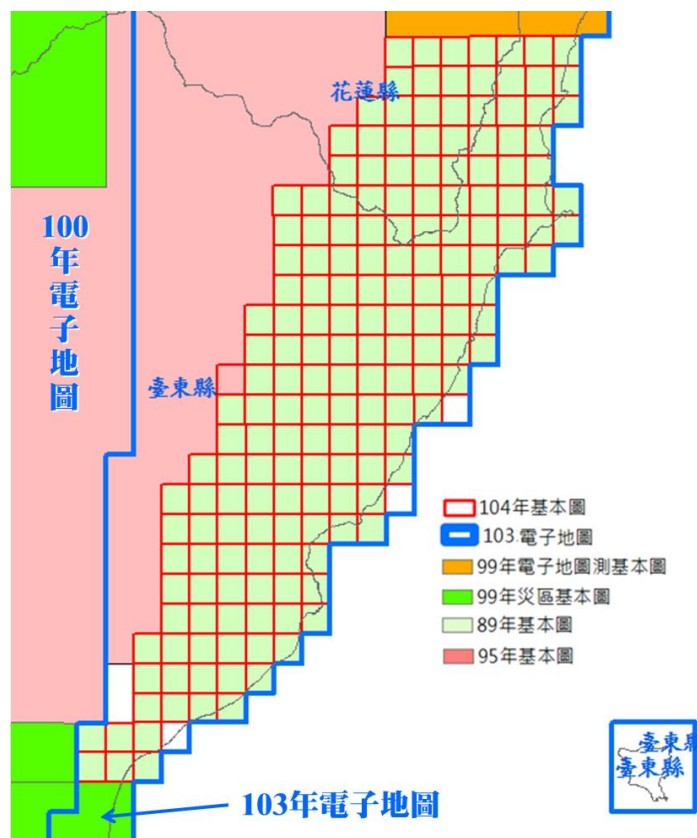 花蓮縣
100
年
電
子
地
圖
臺東縣
104年基本圖
103.電子地圖
99年電子地圖測基本圖
99年災區基本圖
89年基本圖
95年基本圖
臺東縣
臺東縣
103年電子地圖